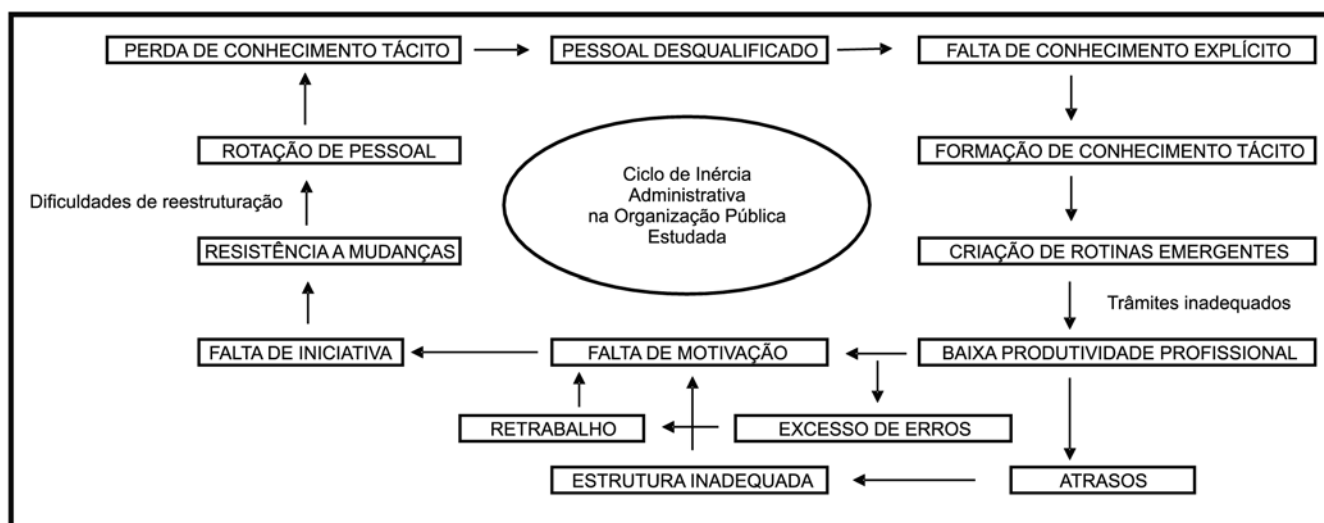 PERDA DE CONHECIMENTO TÁCITO
PESSOAL DESQUALIFICADO
FALTA DE CONHECIMENTO EXPLÍCITO
ROTAÇÃO DE PESSOAL
Ciclo de Inércia
Administrativa
na Organização Pública
Estudada
FORMAÇÃO DE CONHECIMENTO TÁCITO
Dificuldades de reestruturação
RESISTÊNCIA A MUDANÇAS
CRIAÇÃO DE ROTINAS EMERGENTES
Trâmites inadequados
FALTA DE INICIATIVA
FALTA DE MOTIVAÇÃO
BAIXA PRODUTIVIDADE PROFISSIONAL
RETRABALHO
EXCESSO DE ERROS
ESTRUTURA INADEQUADA
ATRASOS